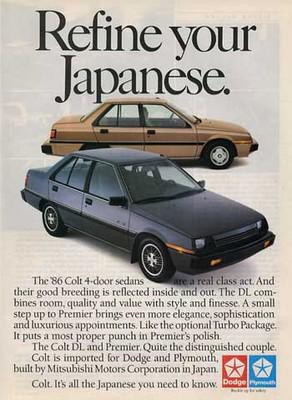 Refine your
Japanese.
The '86 Colt 4-door sedans are a real class act. And
their good breeding is reflected inside and out. The DL com-
bines room, quality and value with style and finesse. A small
step up to Premier brings even more elegance, sophistication
and luxurious appointments. Like the optional Turbo Package.
It puts a most proper punch in Premier's polish.
The Colt DL and Premier. Quite the distinguished couple.
Colt is imported for Dodge and Plymouth,
built by Mitsubishi Motors Corporation in Japan.
Colt. It's all the Japanese you need to know.
Dodge Plymouth
Buckle up for safety